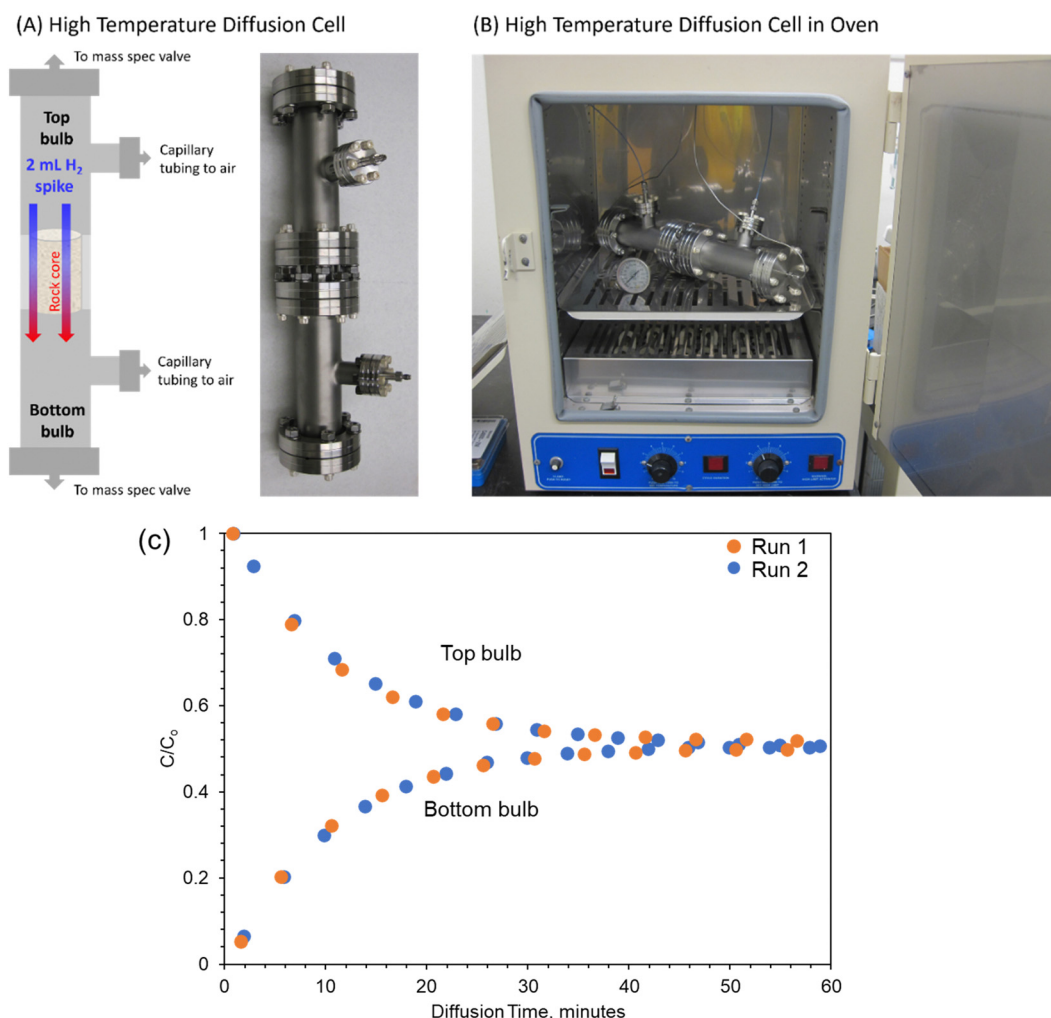 (A) High Temperature Diffusion Cell
(B) High Temperature Diffusion Cell in Oven
To mass spec valve
Top
bulb
2 mL H₂
spike
Capillary
tubing to air
Rock core
Capillary
tubing to air
Bottom
bulb
To mass spec valve
(c)
Run 1
Run 2
Top bulb
Bottom bulb
C/Cₒ
1
0.8
0.6
0.4
0.2
0
0 10 20 30 40 50 60
Diffusion Time, minutes